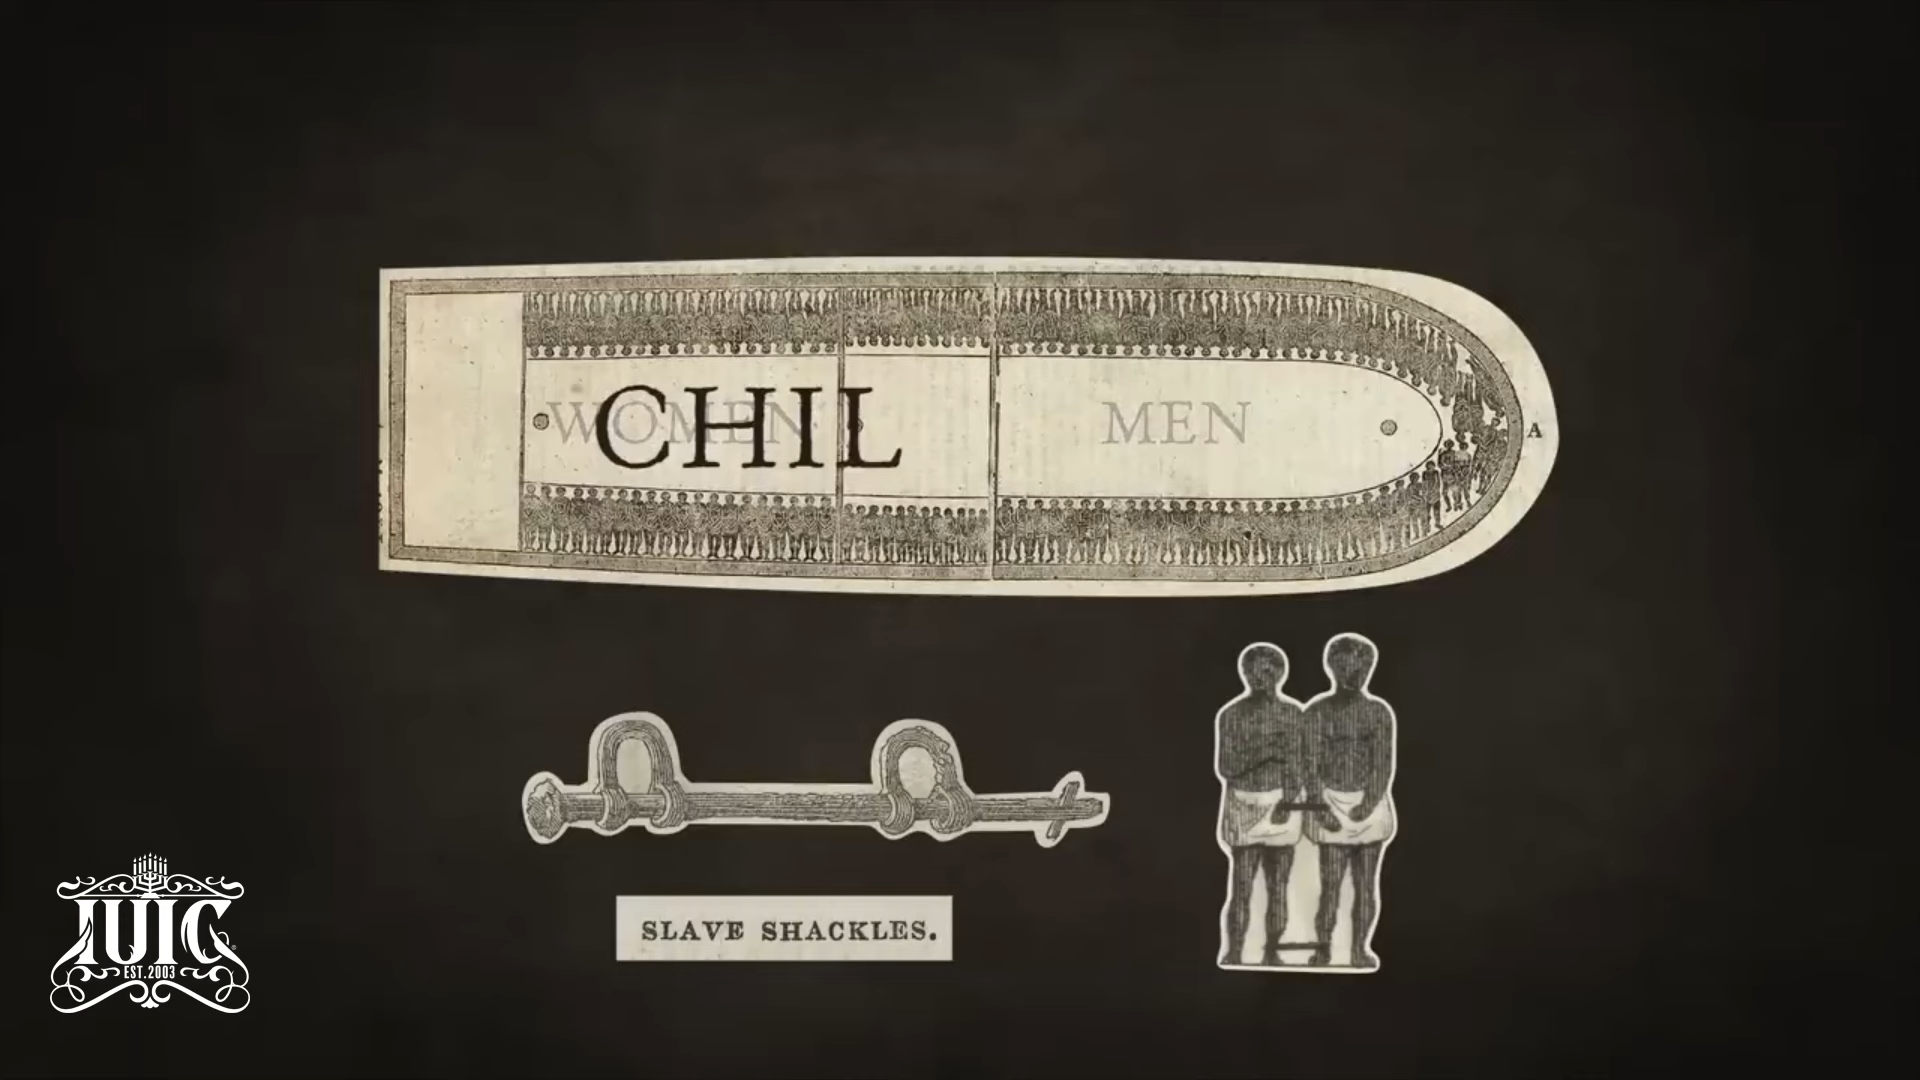 WOMEN
CHIL
MEN
A
SLAVE SHACKLES.
IUIC
EST. 2003